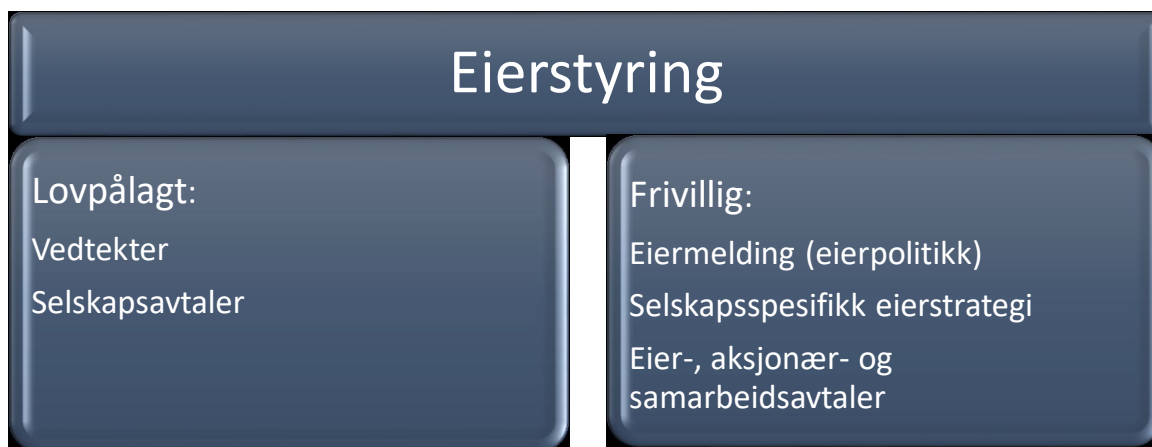 Eierstyring
Lovpålagt:
Vedtekter
Selskapsavtaler
Frivillig:
Eiermelding (eierpolitikk)
Selskapsspesifikk eierstrategi
Eier-, aksjonær- og
samarbeidsavtaler